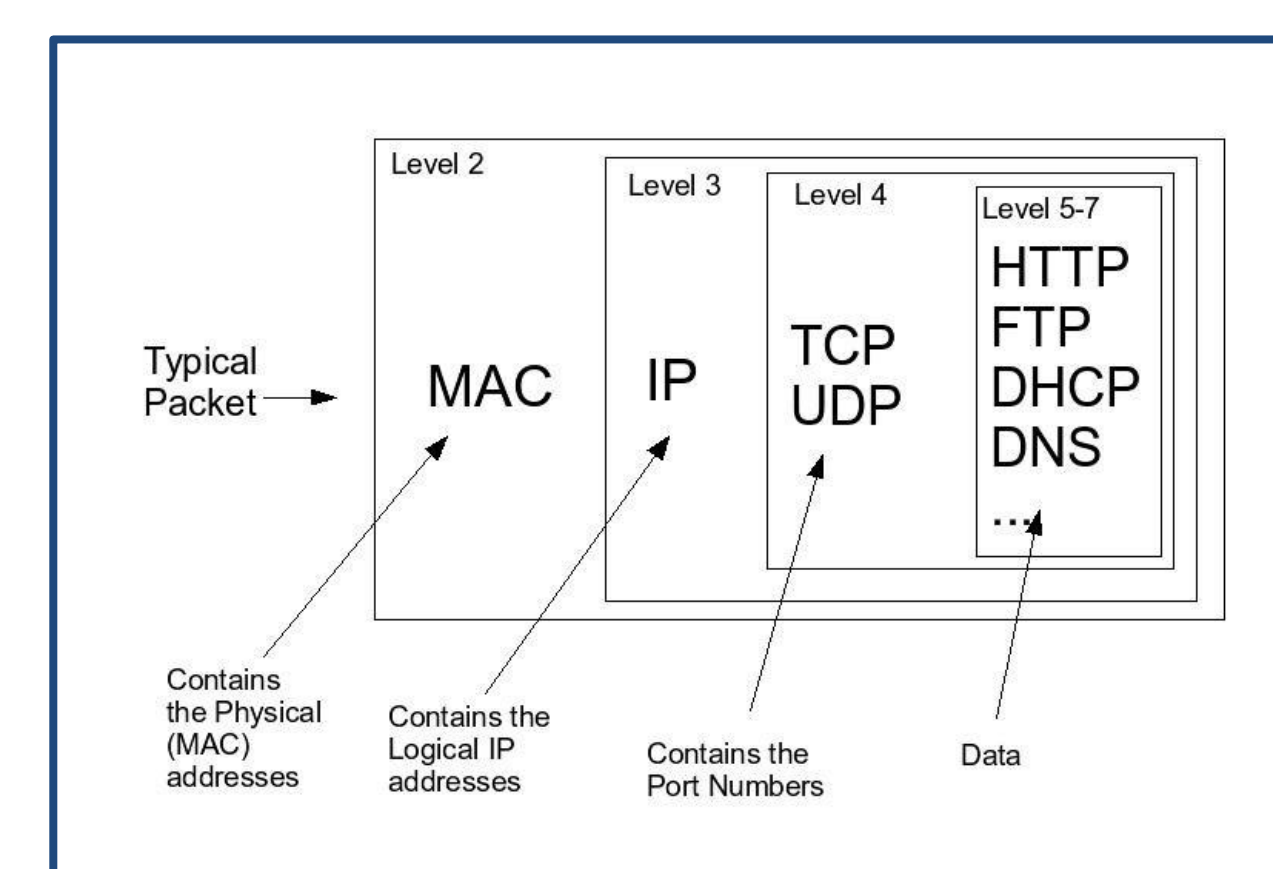 Level 2
Level 3
Level 4
Level 5-7
HTTP
FTP
DHCP
DNS
...
TCP
UDP
IP
MAC
Typical
Packet
Contains
the Physical
(MAC)
addresses
Contains the
Logical IP
addresses
Contains the
Port Numbers
Data